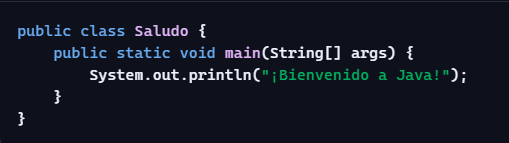 public class Saludo {
    public static void main(String[] args) {
        System.out.println("¡Bienvenido a Java!");
    }
}